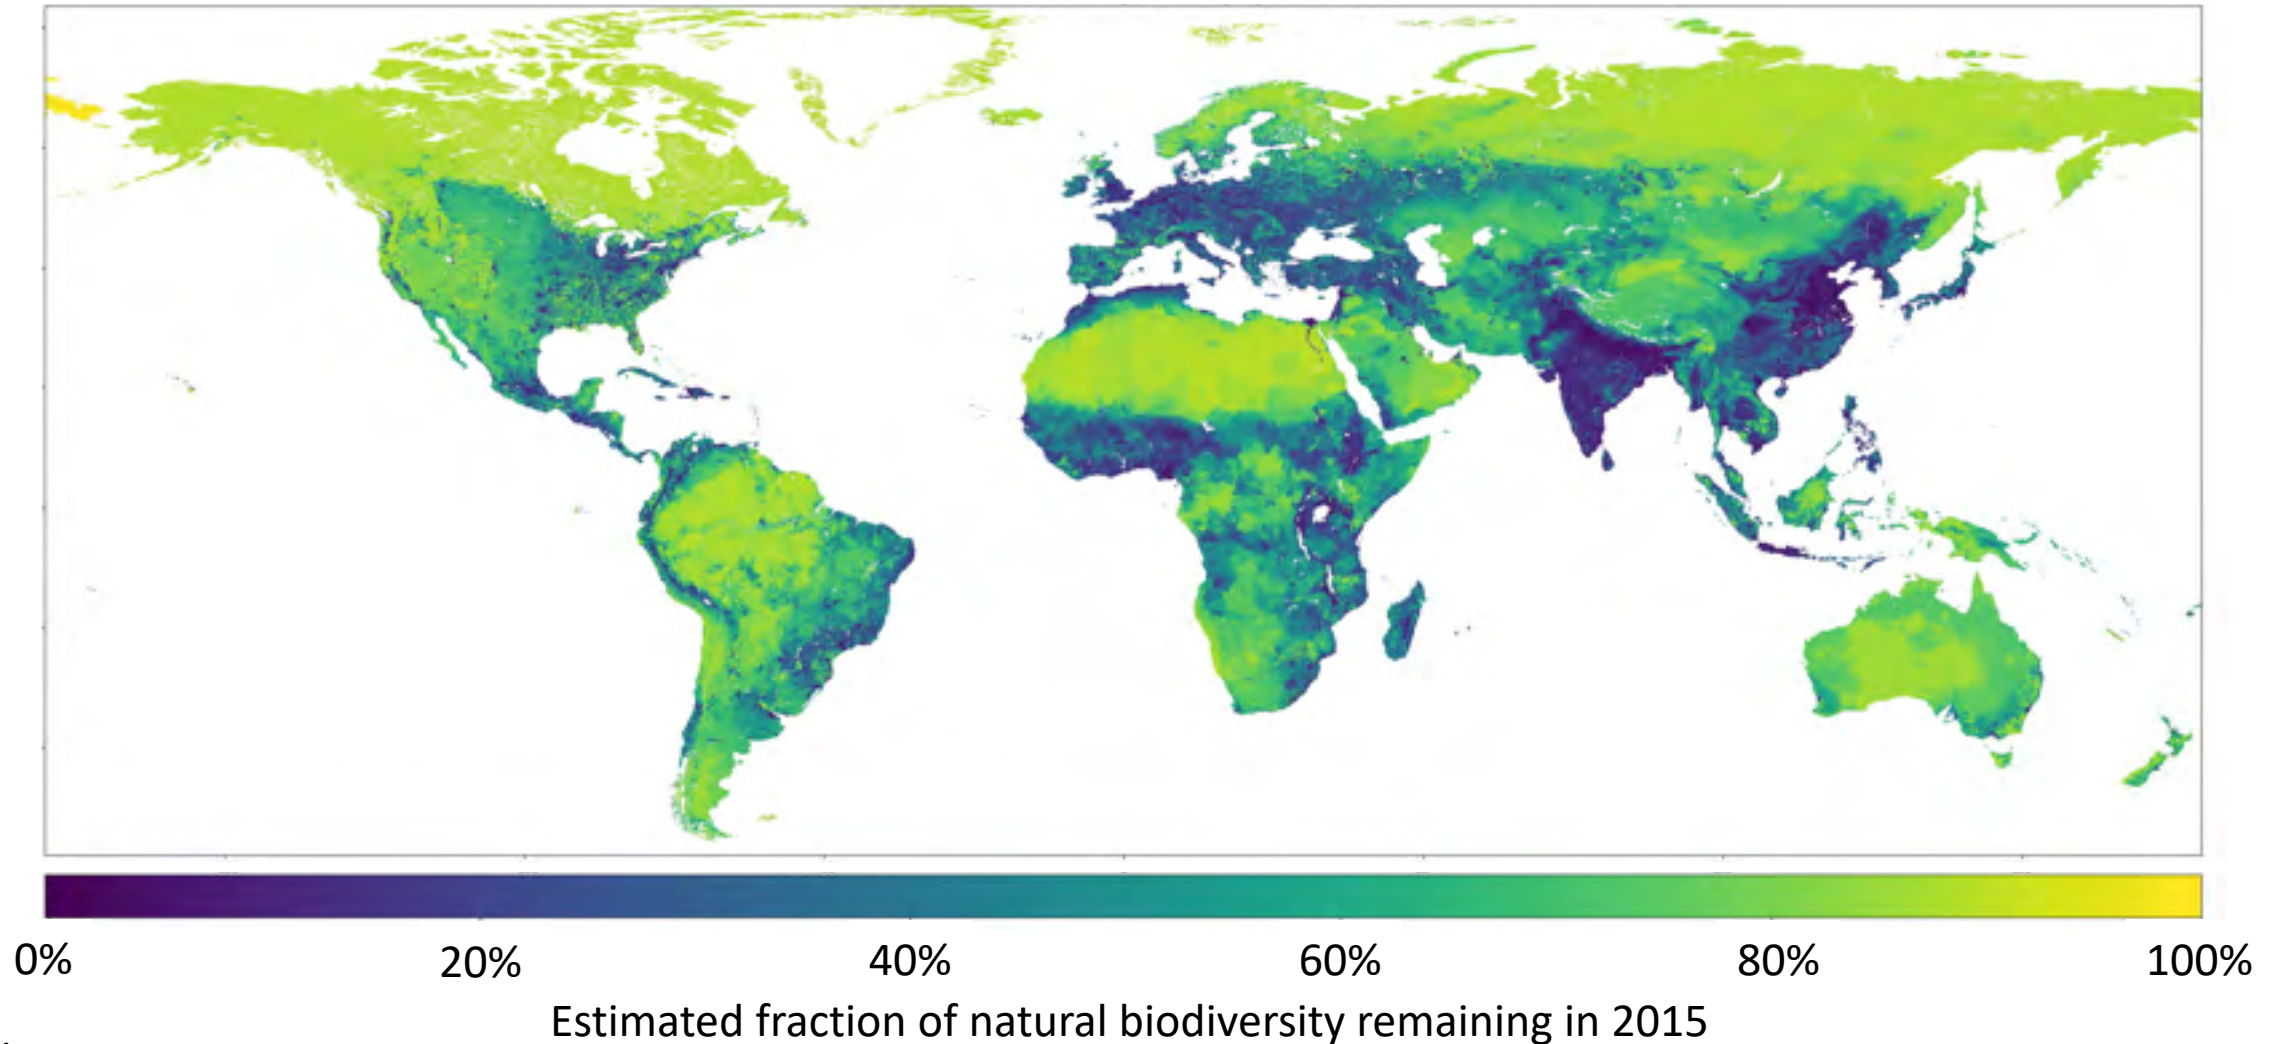 0% 20% 40% 60% 80% 100%
Estimated fraction of natural biodiversity remaining in 2015